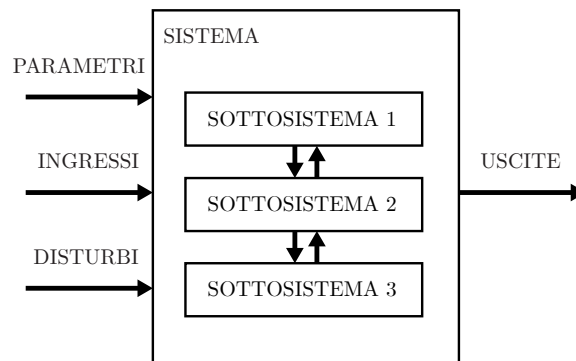 SISTEMA
PARAMETRI
SOTTOSISTEMA 1
INGRESSI
USCITE
SOTTOSISTEMA 2
DISTURBI
SOTTOSISTEMA 3